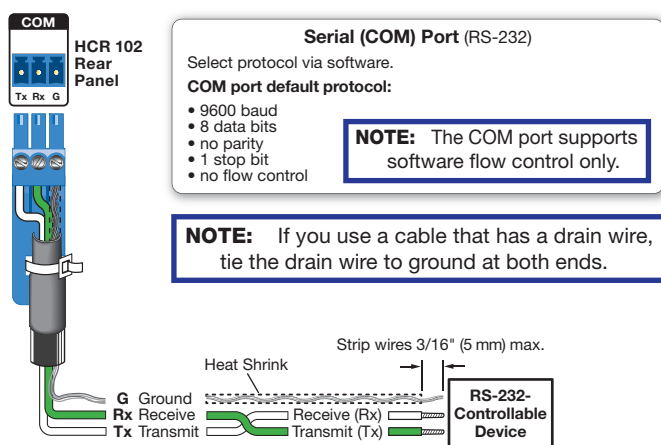 COM
Tx Rx G
HCR 102
Rear
Panel
Serial (COM) Port (RS-232)
Select protocol via software.
COM port default protocol:
• 9600 baud
• 8 data bits
• no parity
• 1 stop bit
• no flow control
NOTE: The COM port supports
software flow control only.
NOTE: If you use a cable that has a drain wire,
tie the drain wire to ground at both ends.
Strip wires 3/16" (5 mm) max.
Heat Shrink
G Ground
Rx Receive
Tx Transmit
Receive (Rx)
Transmit (Tx)
RS-232-
Controllable
Device